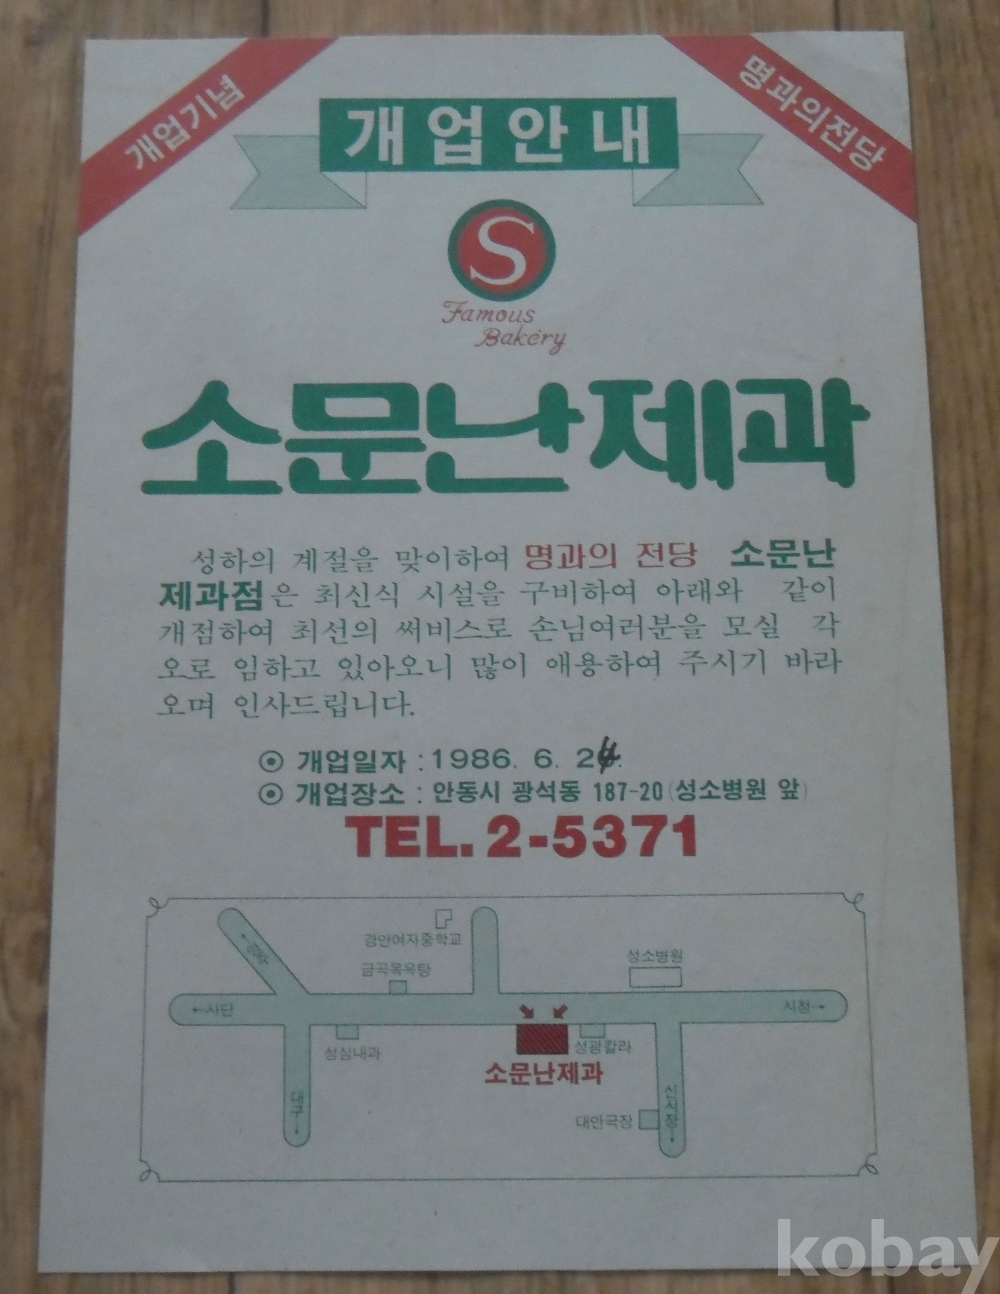 개업기념
명과의전당
개업안내
S
Famous
Bakery
소문난제과
성하의 계절을 맞이하여 명과의 전당 소문난
제과점은 최신식 시설을 구비하여 아래와 같이
개점하여 최선의 써비스로 손님여러분을 모실 각
오로 임하고 있아오니 많이 애용하여 주시기 바라
오며 인사드립니다.
⊙ 개업일자 : 1986. 6. 24.
⊙ 개업장소 : 안동시 광석동 187-20 (성소병원 앞)
TEL. 2-5371
경안여자중학교
금곡목욕탕
성소병원
←사단
시청→
성심내과
성광칼라
소문난제과
대구→
대안극장
신시장→
kobay